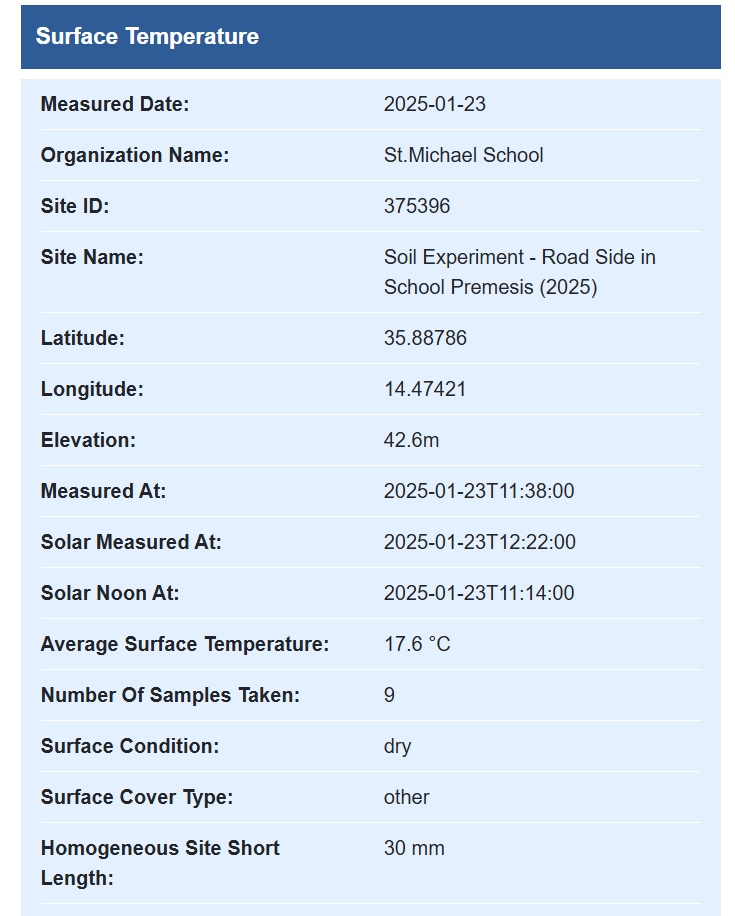 Surface Temperature
Measured Date: 2025-01-23
Organization Name: St.Michael School
Site ID: 375396
Site Name: Soil Experiment - Road Side in
School Premesis (2025)
Latitude: 35.88786
Longitude: 14.47421
Elevation: 42.6m
Measured At: 2025-01-23T11:38:00
Solar Measured At: 2025-01-23T12:22:00
Solar Noon At: 2025-01-23T11:14:00
Average Surface Temperature: 17.6 °C
Number Of Samples Taken: 9
Surface Condition: dry
Surface Cover Type: other
Homogeneous Site Short 30 mm
Length: